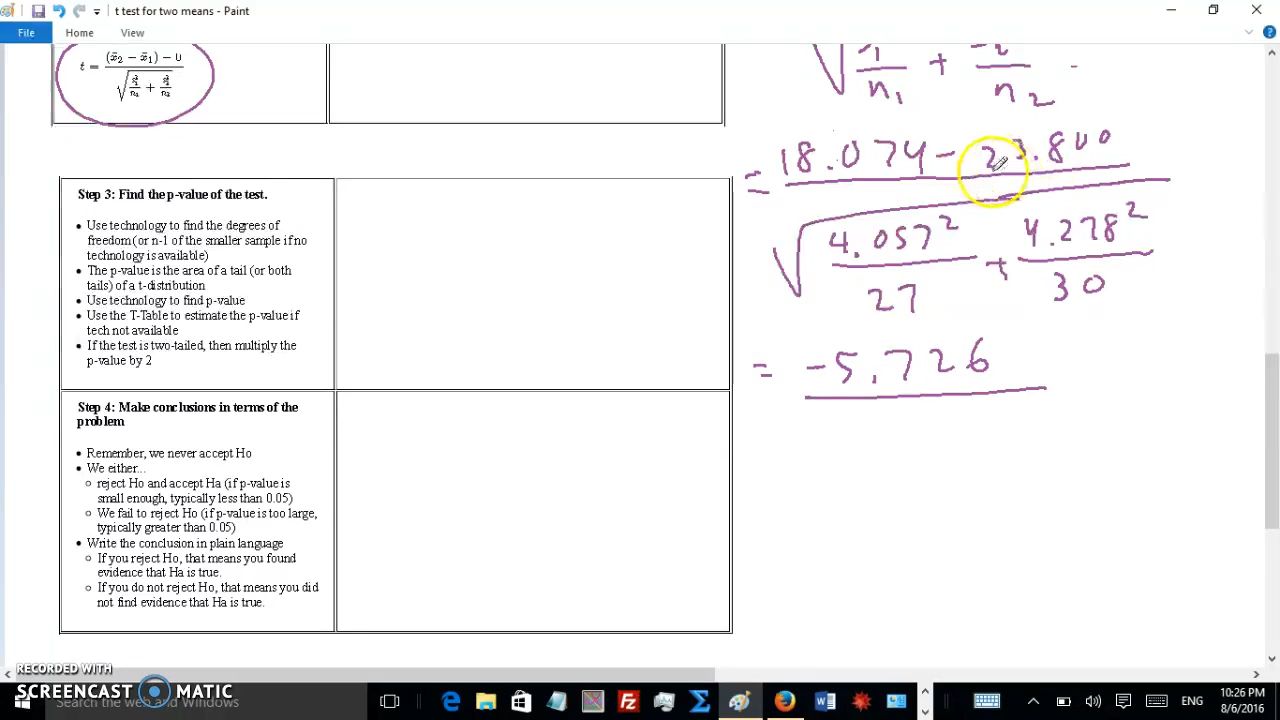 t test for two means - Paint
File Home View
t = (x̄₂ − x̄₁) − 0
√ s²₁/n₁ + s²₂/n₂
√ n₁ + n₂
= 18.074 - 23.800
√ 4.057² / 27 + 4.278² / 30
= -5.726
Step 3: Find the p-value of the test.
• Use technology to find the degrees of
freedom (or n-1 of the smaller sample if no
technology is available)
• The p-value is the area of a tail (or both
tails) of a t-distribution
• Use technology to find p-value
• Use the T-Table to estimate the p-value if
tech not available
• If the test is two-tailed, then multiply the
p-value by 2
Step 4: Make conclusions in terms of the
problem
• Remember, we never accept Ho
• We either...
○ reject Ho and accept Ha (if p-value is
small enough, typically less than 0.05)
○ We fail to reject Ho (if p-value is too large,
typically greater than 0.05)
• Write the conclusion in plain language
○ If you reject Ho, that means you found
evidence that Ha is true.
○ If you do not reject Ho, that means you did
not find evidence that Ha is true.
RECORDED WITH
SCREENCAST MATIC
Search the web and Windows
ENG
10:26 PM
8/6/2016